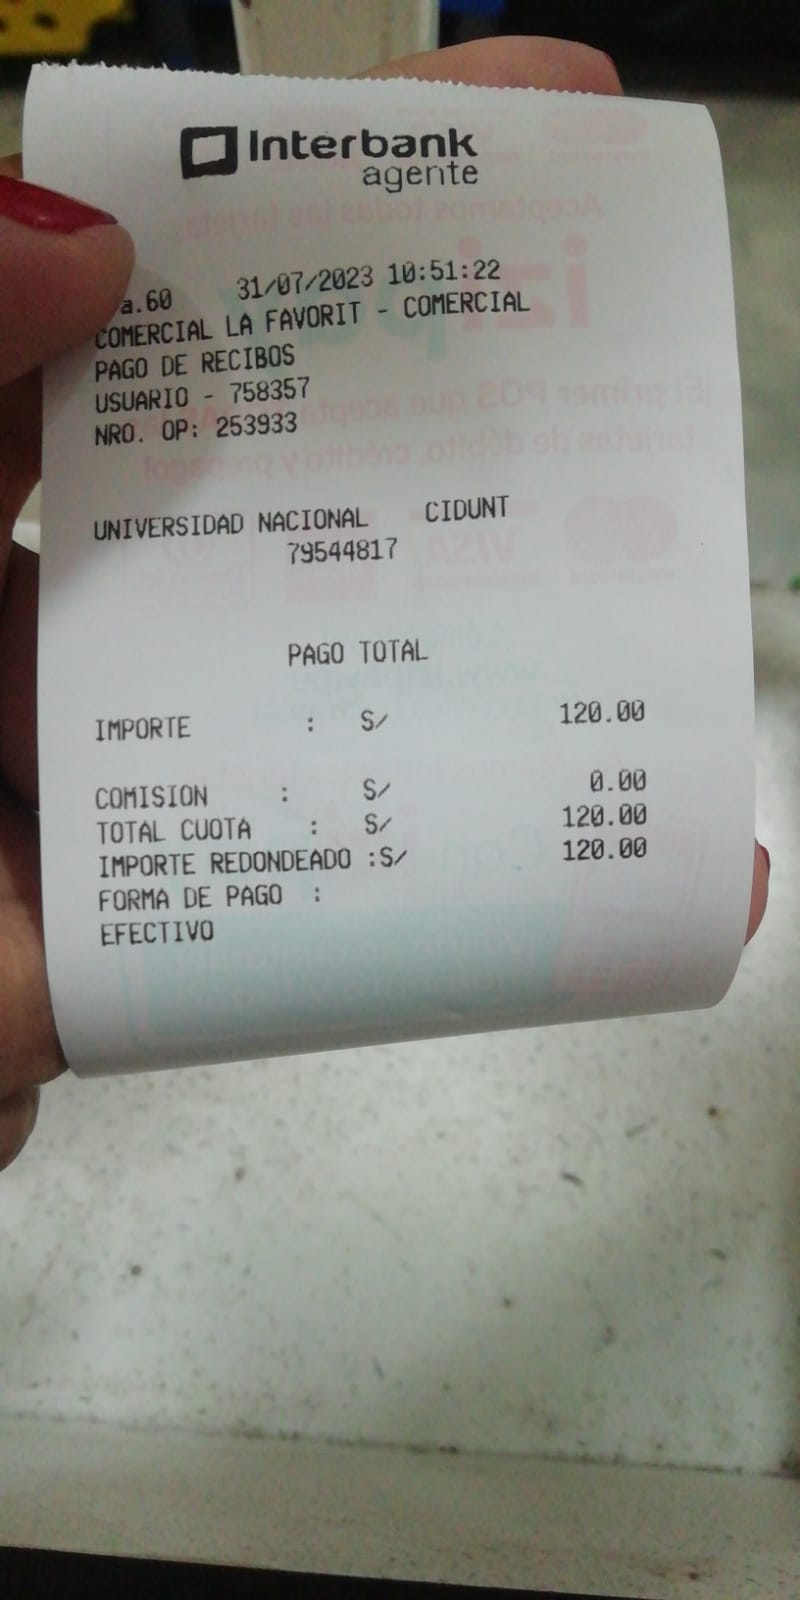 Interbank
agente
a.60 31/07/2023 10:51:22
COMERCIAL LA FAVORIT - COMERCIAL
PAGO DE RECIBOS
USUARIO - 758357
NRO. OP: 253933
UNIVERSIDAD NACIONAL CIDUNT
79544817
PAGO TOTAL
IMPORTE : S/ 120.00
COMISION : S/ 0.00
TOTAL CUOTA : S/ 120.00
IMPORTE REDONDEADO :S/ 120.00
FORMA DE PAGO :
EFECTIVO